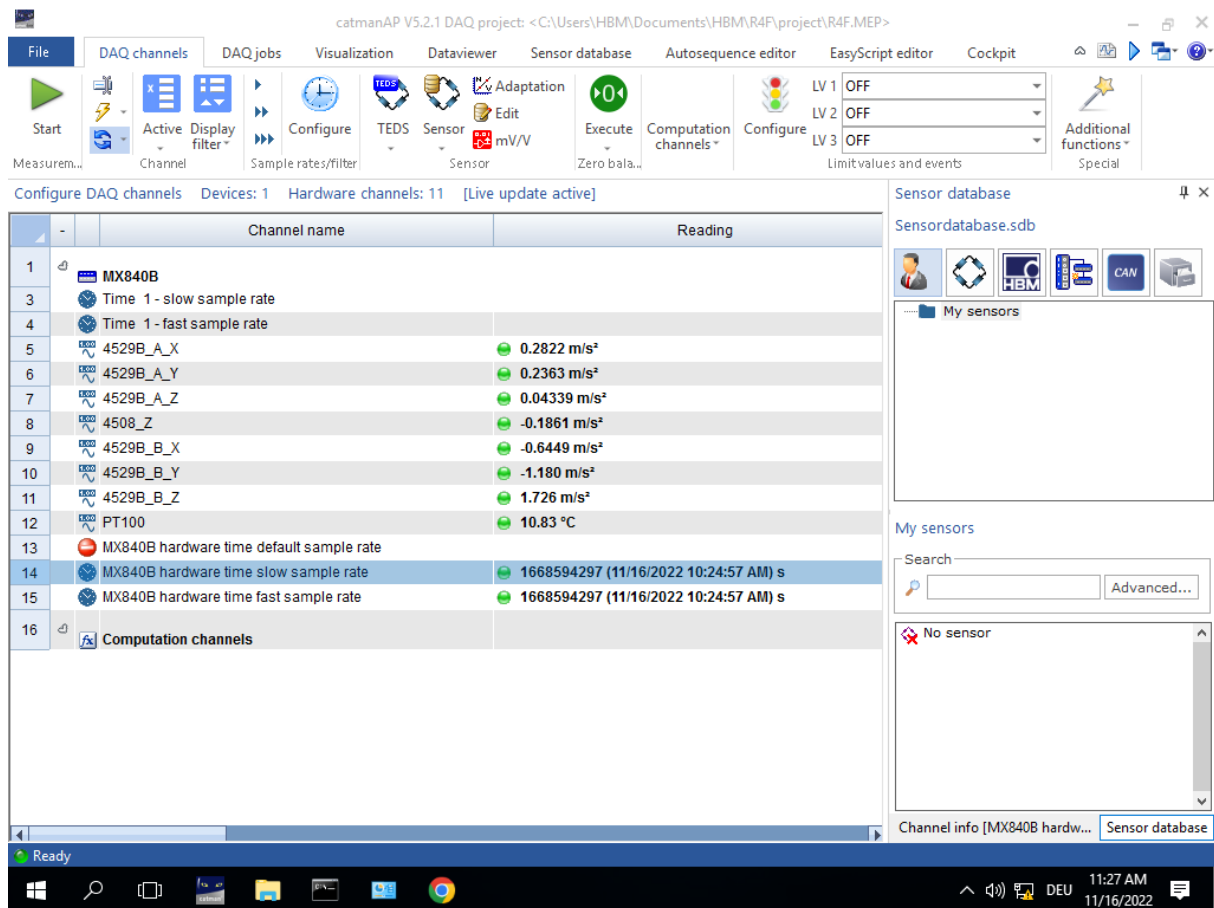 catmanAP V5.2.1 DAQ project: <C:\Users\HBM\Documents\HBM\R4F\project\R4F.MEP>
File DAQ channels DAQ jobs Visualization Dataviewer Sensor database Autosequence editor EasyScript editor Cockpit
Start
Active
Display filter
Configure
TEDS
TEDS
Sensor
Adaptation
Edit
mV/V
Execute
Computation channels
Configure
LV 1 OFF
LV 2 OFF
LV 3 OFF
Additional functions
Measurem... Channel Sample rates/filter Sensor Zero bala... Limit values and events Special
Configure DAQ channels Devices: 1 Hardware channels: 11 [Live update active]
- Channel name Reading
1 MX840B
3 Time 1 - slow sample rate
4 Time 1 - fast sample rate
5 4529B_A_X 0.2822 m/s²
6 4529B_A_Y 0.2363 m/s²
7 4529B_A_Z 0.04339 m/s²
8 4508_Z -0.1861 m/s²
9 4529B_B_X -0.6449 m/s²
10 4529B_B_Y -1.180 m/s²
11 4529B_B_Z 1.726 m/s²
12 PT100 10.83 °C
13 MX840B hardware time default sample rate
14 MX840B hardware time slow sample rate 1668594297 (11/16/2022 10:24:57 AM) s
15 MX840B hardware time fast sample rate 1668594297 (11/16/2022 10:24:57 AM) s
16 fx Computation channels
Sensor database
Sensordatabase.sdb
HBM CAN
My sensors
My sensors
Search
Advanced...
No sensor
Channel info [MX840B hardw... Sensor database
Ready
catman
DEU
11:27 AM
11/16/2022